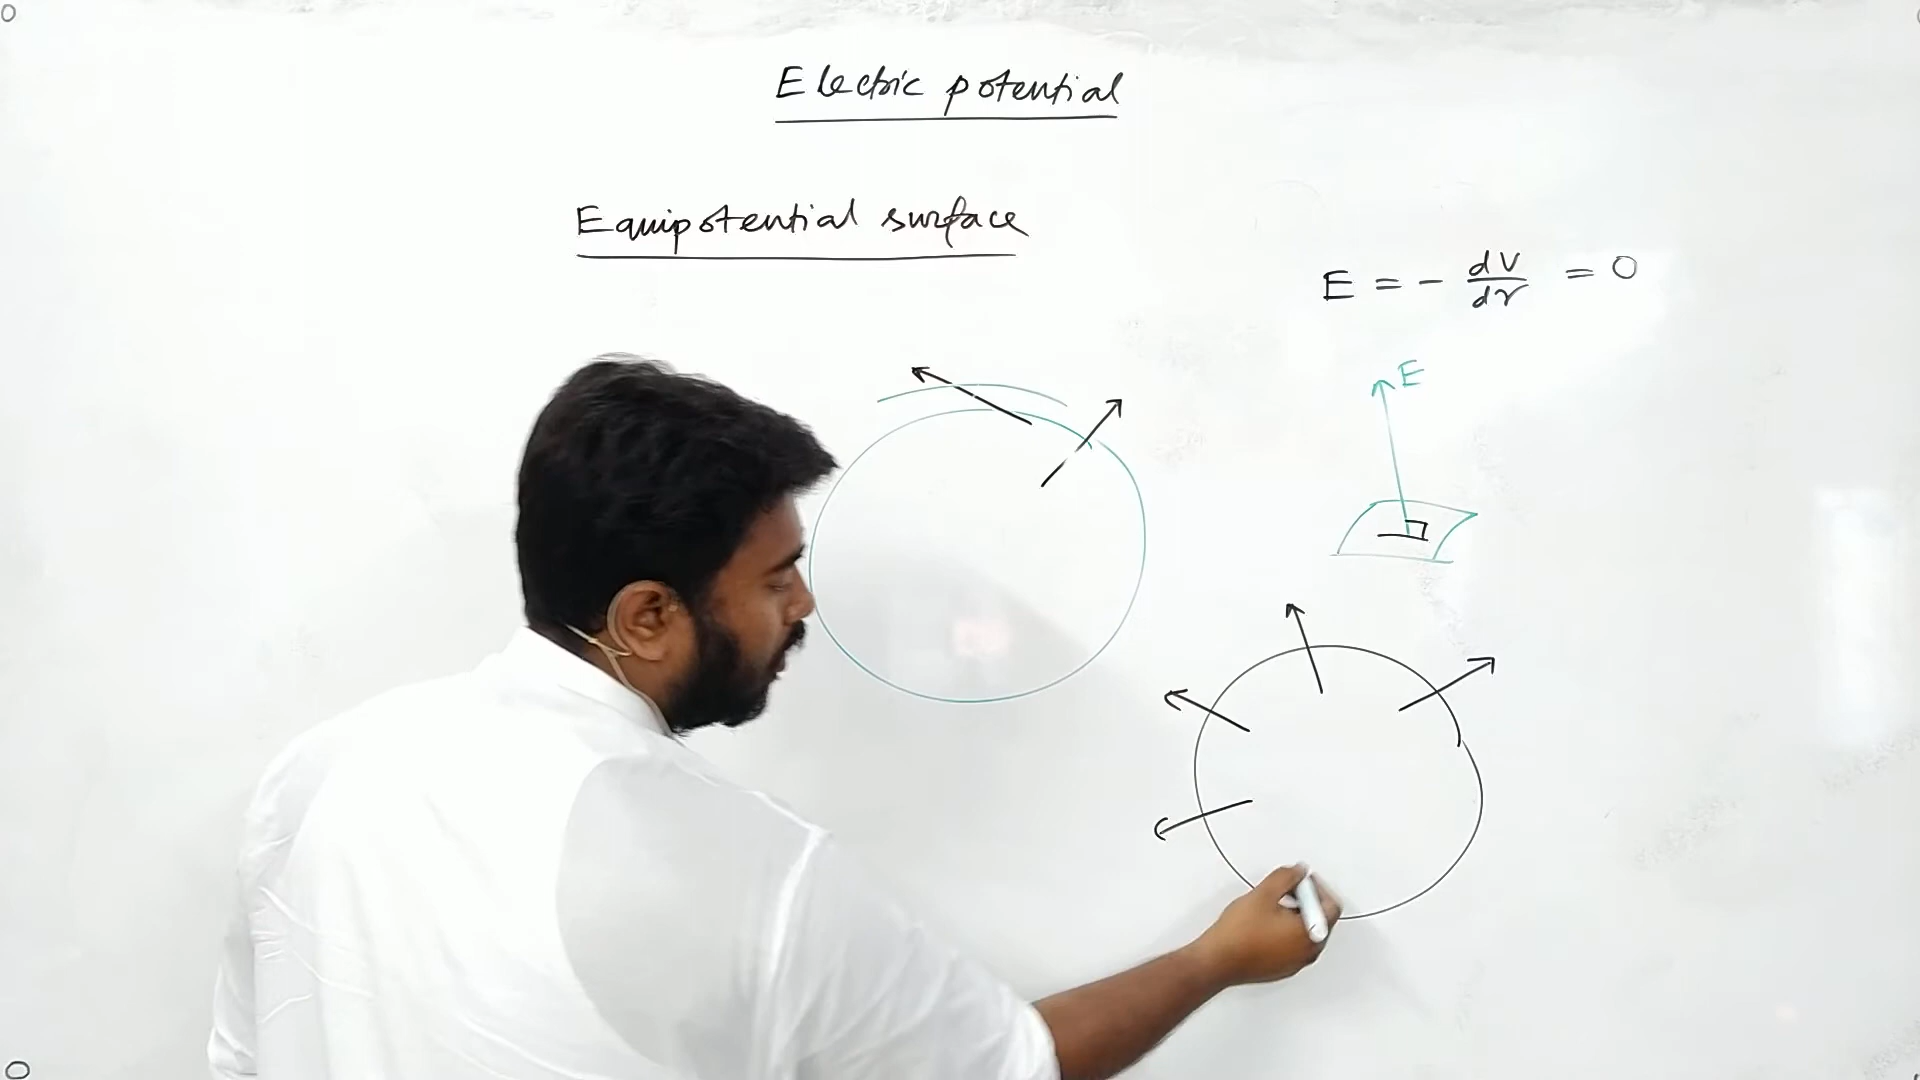 Electric potential
Equipotential surface
E = - dV/dr = 0
E